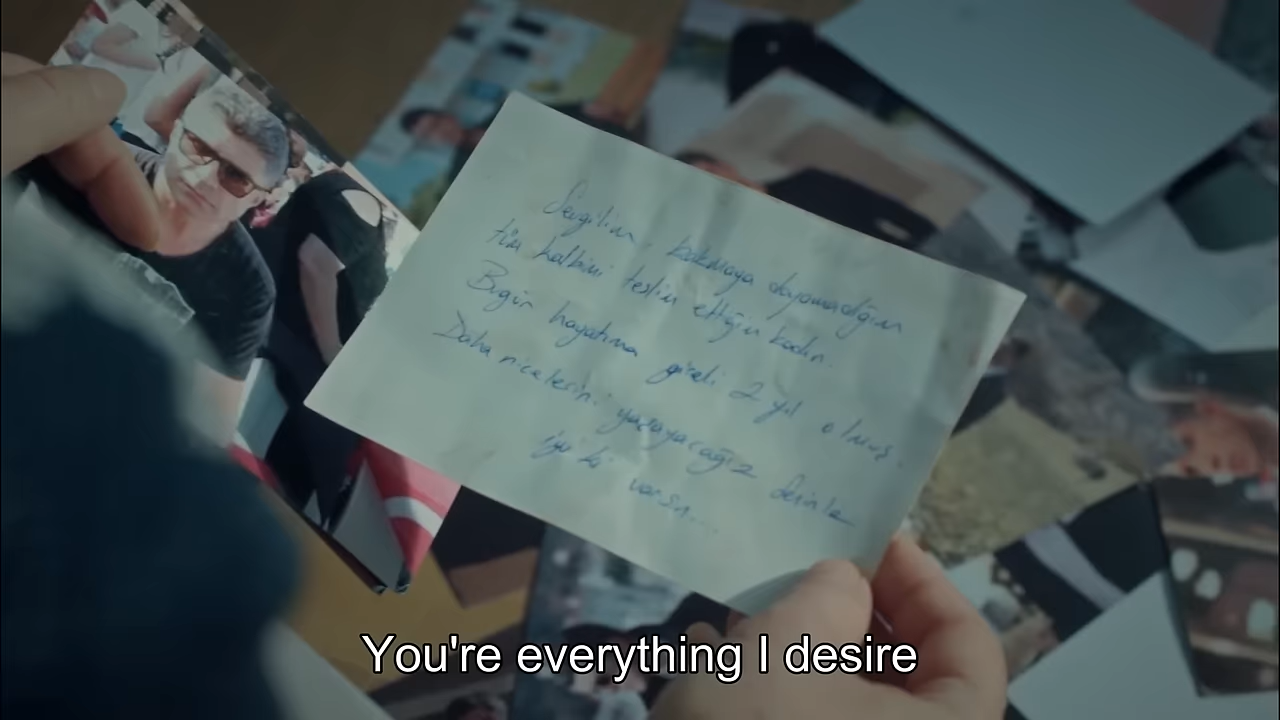 Sevgilim, bakmaya doyamadığım
tüm kalbimi teslim ettiğim kadın.
Bugün hayatıma gireli 2 yıl olmuş.
Daha nicelerini yaşayacağız seninle
iyi ki varsın...
You're everything I desire